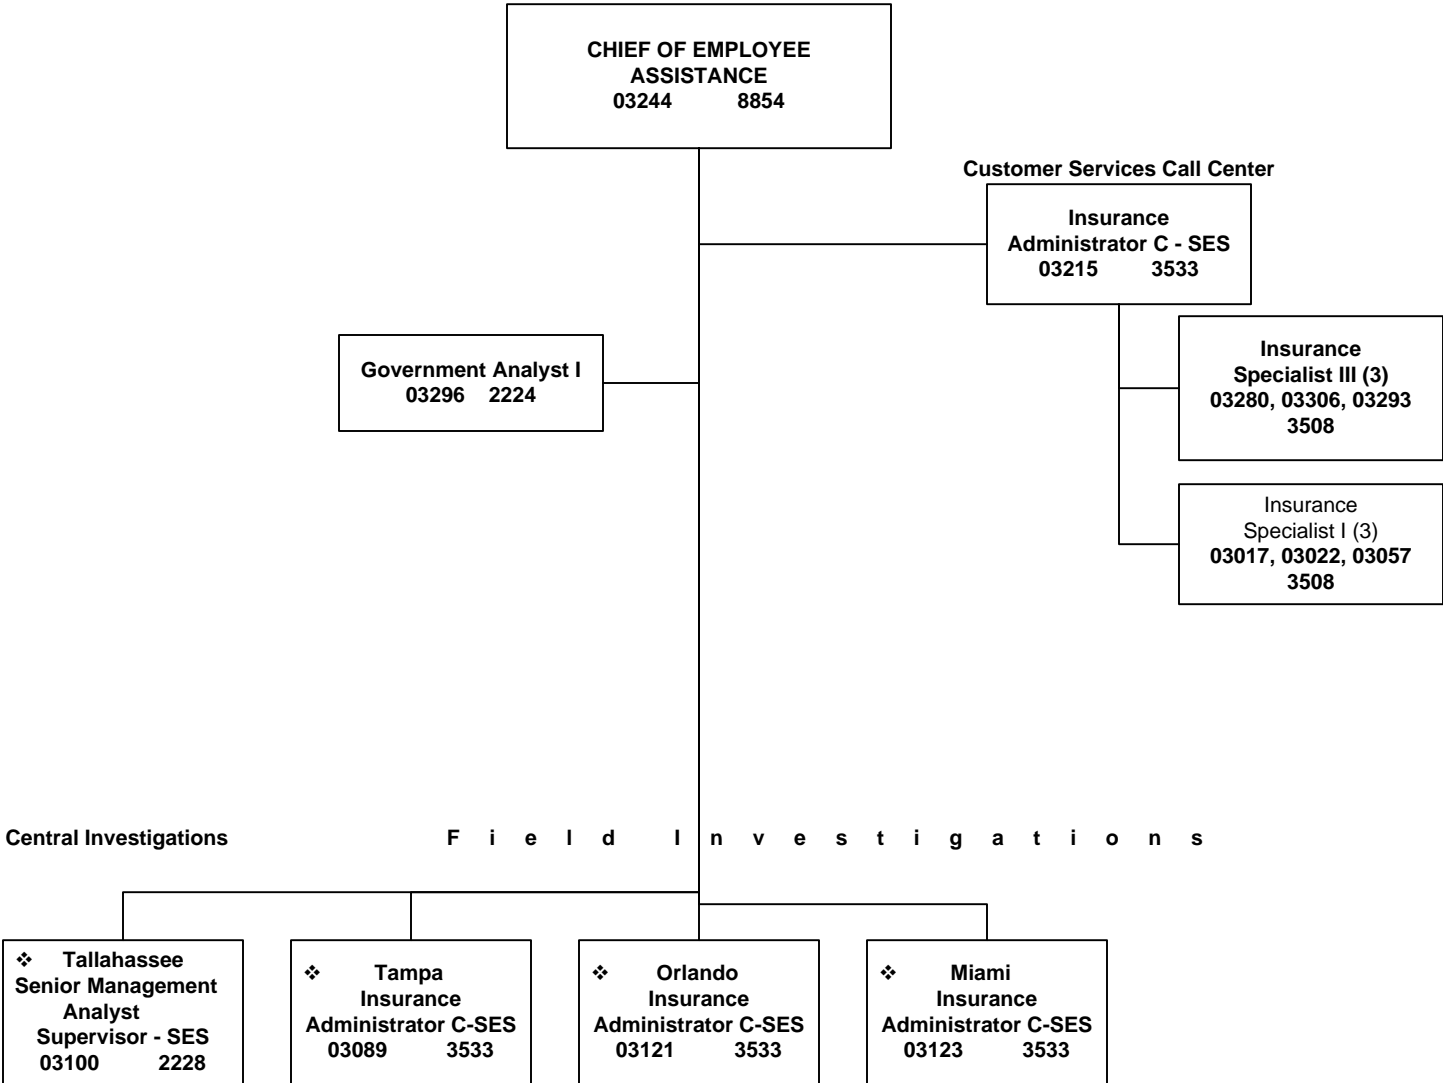 CHIEF OF EMPLOYEE
ASSISTANCE
03244 8854
Customer Services Call Center
Insurance
Administrator C - SES
03215 3533
Government Analyst I
03296 2224
Insurance
Specialist III (3)
03280, 03306, 03293
3508
Insurance
Specialist I (3)
03017, 03022, 03057
3508
Central Investigations
F i e l d I n v e s t i g a t i o n s
❖ Tallahassee
Senior Management
Analyst
Supervisor - SES
03100 2228
❖ Tampa
Insurance
Administrator C-SES
03089 3533
❖ Orlando
Insurance
Administrator C-SES
03121 3533
❖ Miami
Insurance
Administrator C-SES
03123 3533